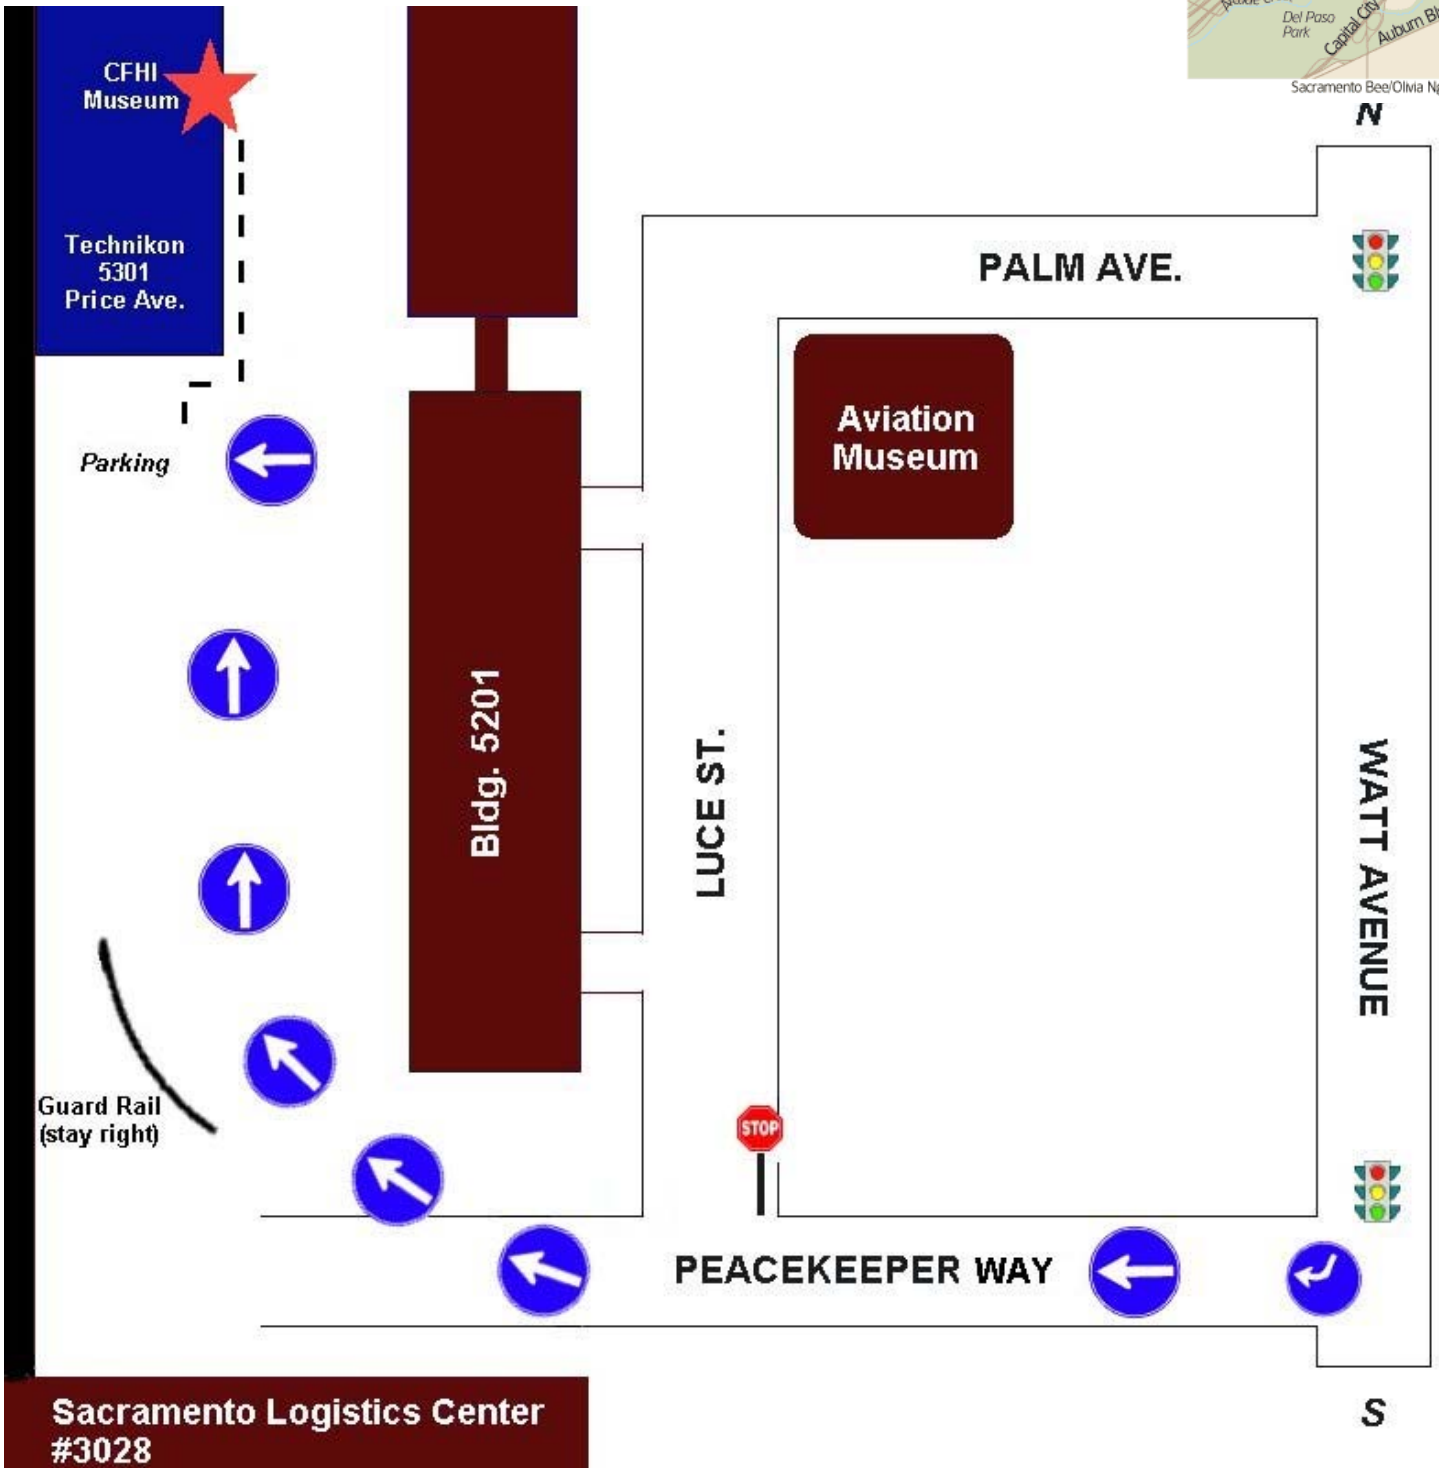 Del Paso
Park
Capital City
Auburn Bl
Sacramento Bee/Olivia Ng
N
CFHI
Museum
Technikon
5301
Price Ave.
PALM AVE.
Aviation
Museum
Parking
Bldg. 5201
LUCE ST.
WATT AVENUE
Guard Rail
(stay right)
STOP
PEACEKEEPER WAY
Sacramento Logistics Center
#3028
S